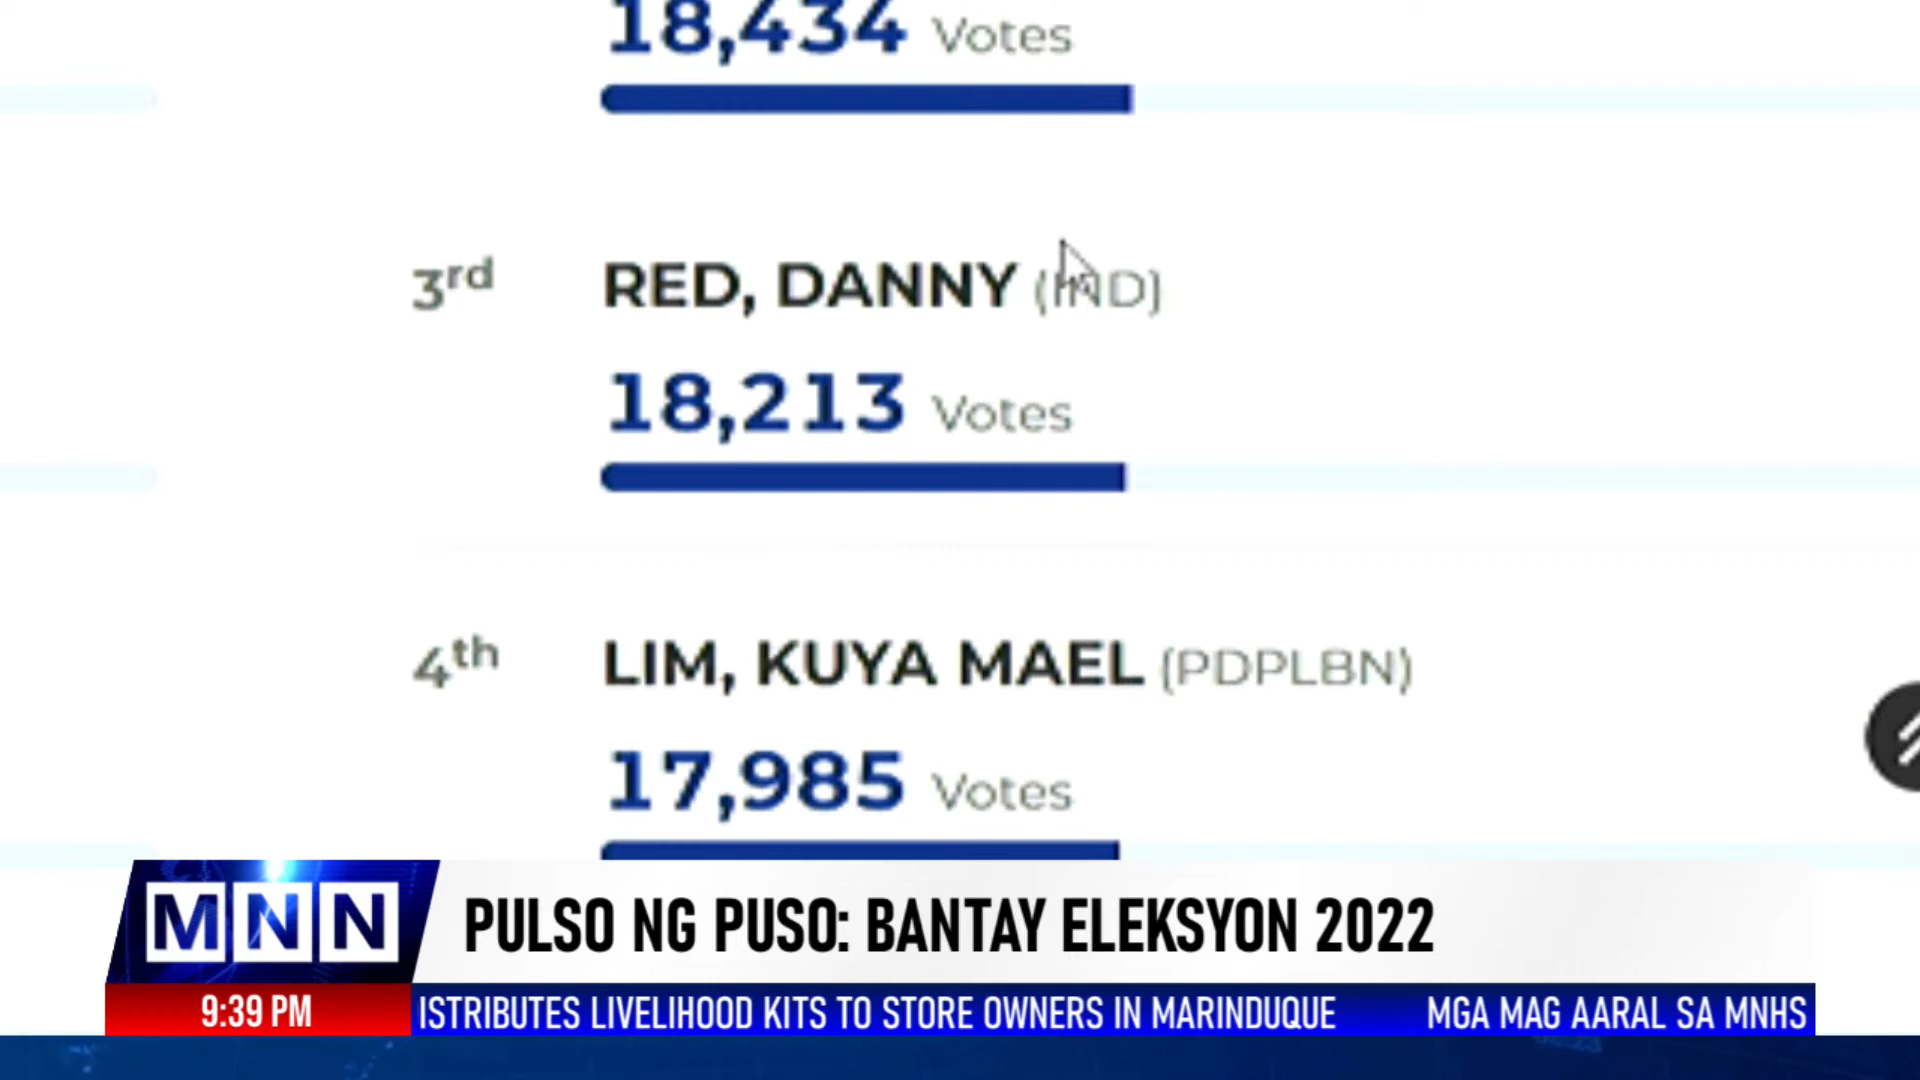 18,434 Votes
3rd RED, DANNY (IND)
18,213 Votes
4th LIM, KUYA MAEL (PDPLBN)
17,985 Votes
MNN PULSO NG PUSO: BANTAY ELEKSYON 2022
9:39 PM ISTRIBUTES LIVELIHOOD KITS TO STORE OWNERS IN MARINDUQUE MGA MAG AARAL SA MNHS